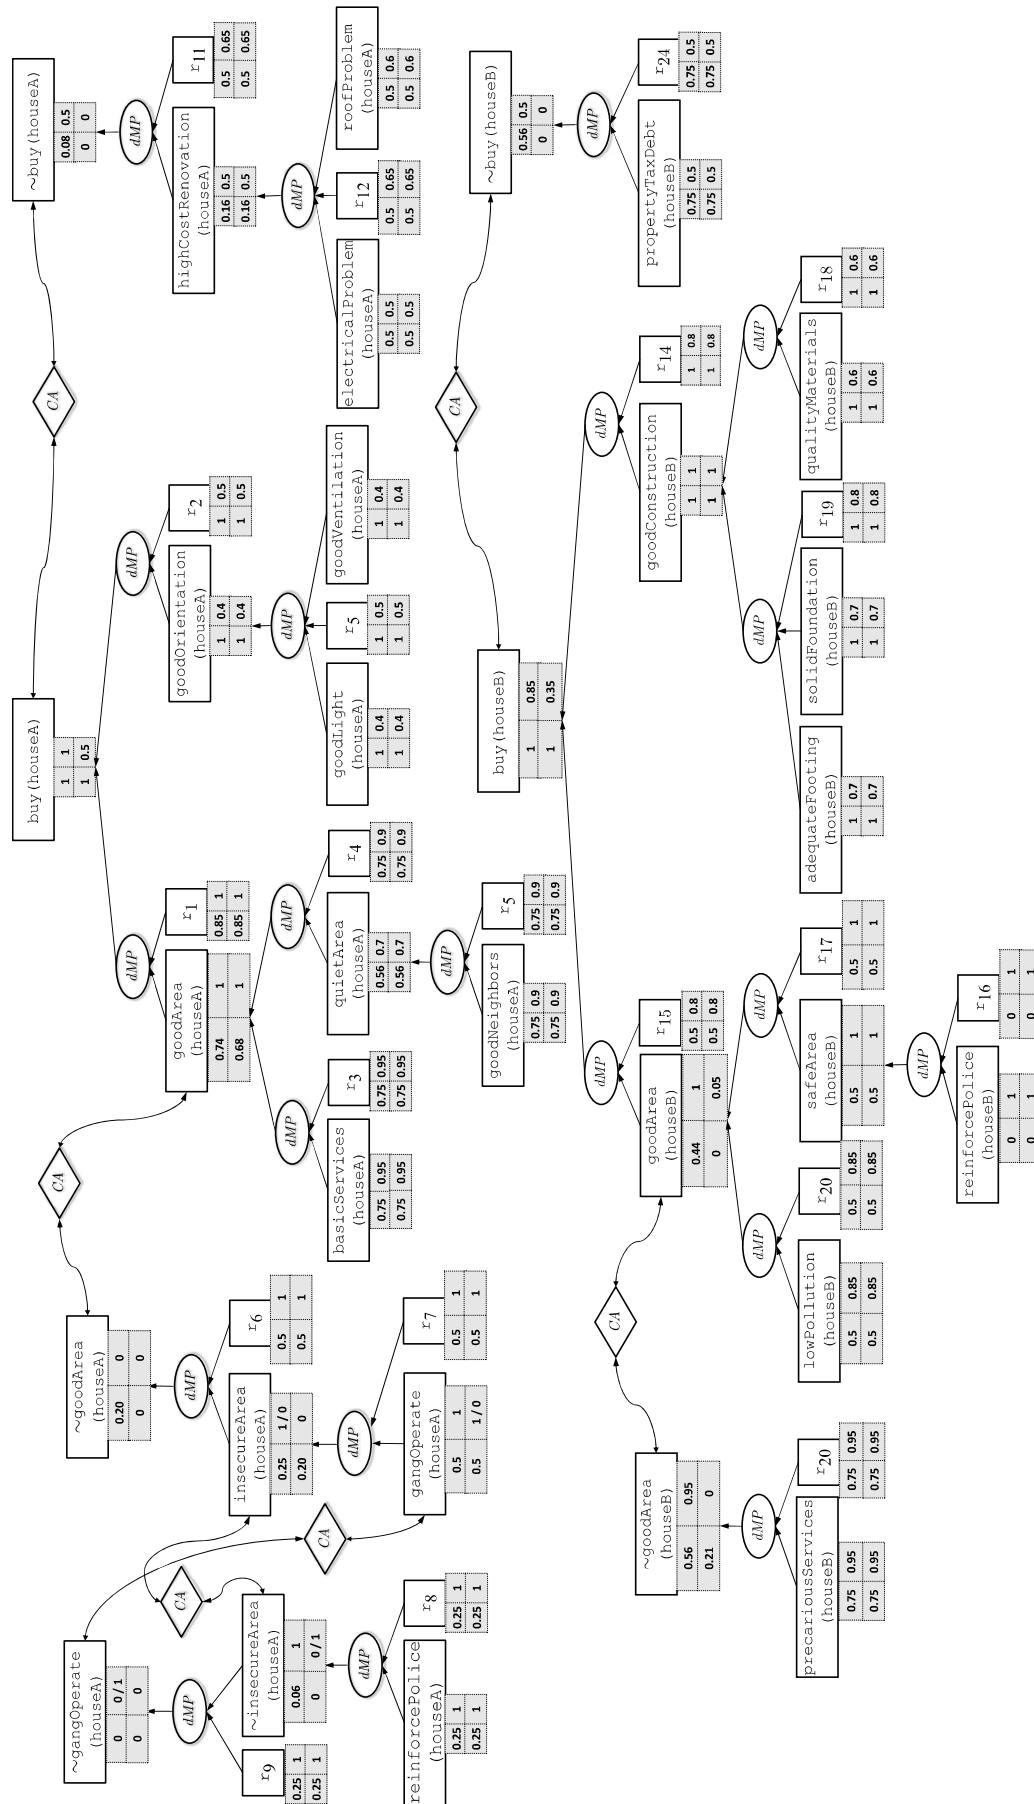 ~gangOperate
(houseA)
0 0 / 1
0 0
dMP
r9
0.25 1
0.25 1
~insecureArea
(houseA)
0.06 1
0 0 / 1
dMP
reinforcePolice
(houseA)
0.25 1
0.25 1
r8
0.25 1
0.25 1
CA
CA
~goodArea
(houseA)
0.20 0
0 0
dMP
insecureArea
(houseA)
0.25 1 / 0
0.20 0
r6
0.5 1
0.5 1
dMP
gangOperate
(houseA)
0.5 1
0.5 1 / 0
r7
0.5 1
0.5 1
CA
buy(houseA)
1 1
1 0.5
dMP
goodArea
(houseA)
0.74 1
0.68 1
r1
0.85 1
0.85 1
dMP
basicServices
(houseA)
0.75 0.95
0.75 0.95
r3
0.75 0.95
0.75 0.95
dMP
quietArea
(houseA)
0.56 0.7
0.56 0.7
r4
0.75 0.9
0.75 0.9
dMP
goodNeighbors
(houseA)
0.75 0.9
0.75 0.9
r5
0.75 0.9
0.75 0.9
dMP
goodOrientation
(houseA)
1 0.4
1 0.4
r2
1 0.5
1 0.5
dMP
goodLight
(houseA)
1 0.4
1 0.4
r5
1 0.5
1 0.5
goodVentilation
(houseA)
1 0.4
1 0.4
CA
~buy(houseA)
0.08 0.5
0 0
dMP
highCostRenovation
(houseA)
0.16 0.5
0.16 0.5
r11
0.5 0.65
0.5 0.65
dMP
electricalProblem
(houseA)
0.5 0.5
0.5 0.5
r12
0.5 0.65
0.5 0.65
roofProblem
(houseA)
0.5 0.6
0.5 0.6
~goodArea
(houseB)
0.56 0.95
0.21 0
dMP
precariousServices
(houseB)
0.75 0.95
0.75 0.95
r20
0.75 0.95
0.75 0.95
CA
buy(houseB)
1 0.85
1 0.35
dMP
goodArea
(houseB)
0.44 1
0 0.05
r15
0.5 0.8
0.5 0.8
dMP
lowPollution
(houseB)
0.5 0.85
0.5 0.85
r20
0.5 0.85
0.5 0.85
dMP
safeArea
(houseB)
0.5 1
0.5 1
r17
0.5 1
0.5 1
dMP
reinforcePolice
(houseB)
0 1
0 1
r16
0 1
0 1
dMP
goodConstruction
(houseB)
1 1
1 1
r14
1 0.8
1 0.8
dMP
adequateFooting
(houseB)
1 0.7
1 0.7
solidFoundation
(houseB)
1 0.7
1 0.7
r19
1 0.8
1 0.8
dMP
qualityMaterials
(houseB)
1 0.6
1 0.6
r18
1 0.6
1 0.6
CA
~buy(houseB)
0.56 0.5
0 0
dMP
propertyTaxDebt
(houseB)
0.75 0.5
0.75 0.5
r24
0.75 0.5
0.75 0.5